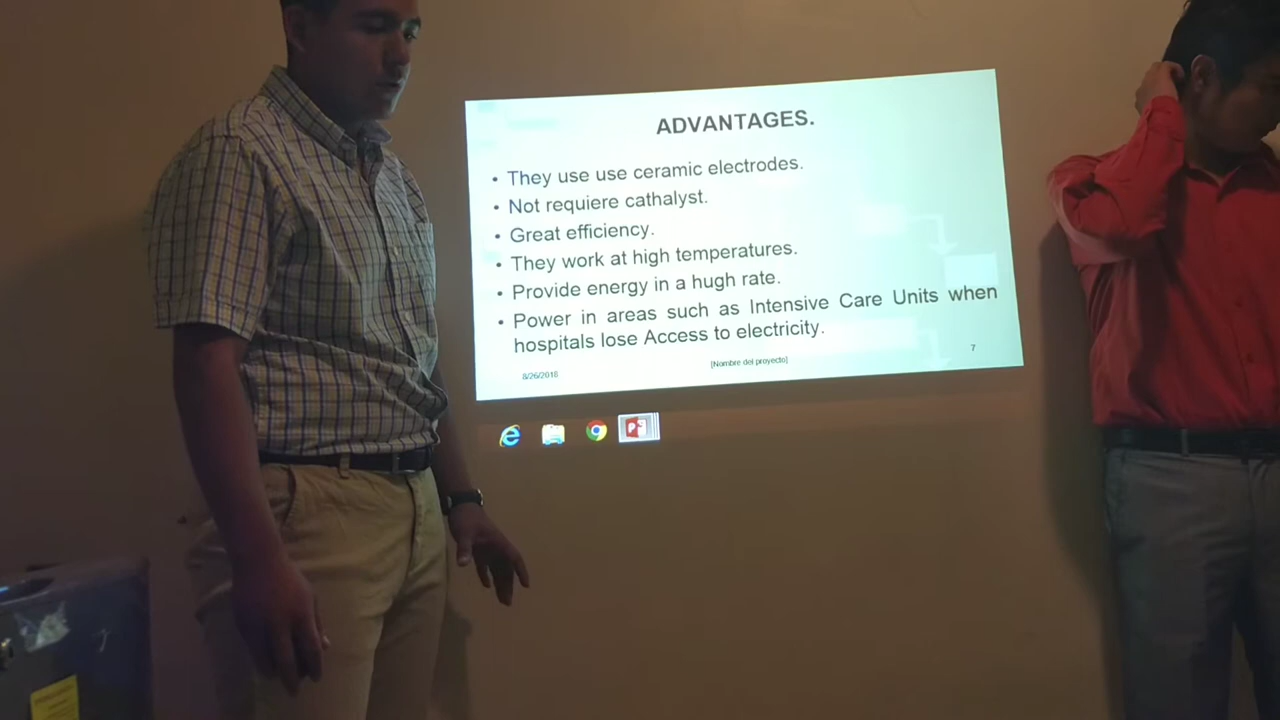 ADVANTAGES.
• They use use ceramic electrodes.
• Not requiere cathalyst.
• Great efficiency.
• They work at high temperatures.
• Provide energy in a hugh rate.
• Power in areas such as Intensive Care Units when
hospitals lose Access to electricity.
8/26/2018
[Nombre del proyecto]
7